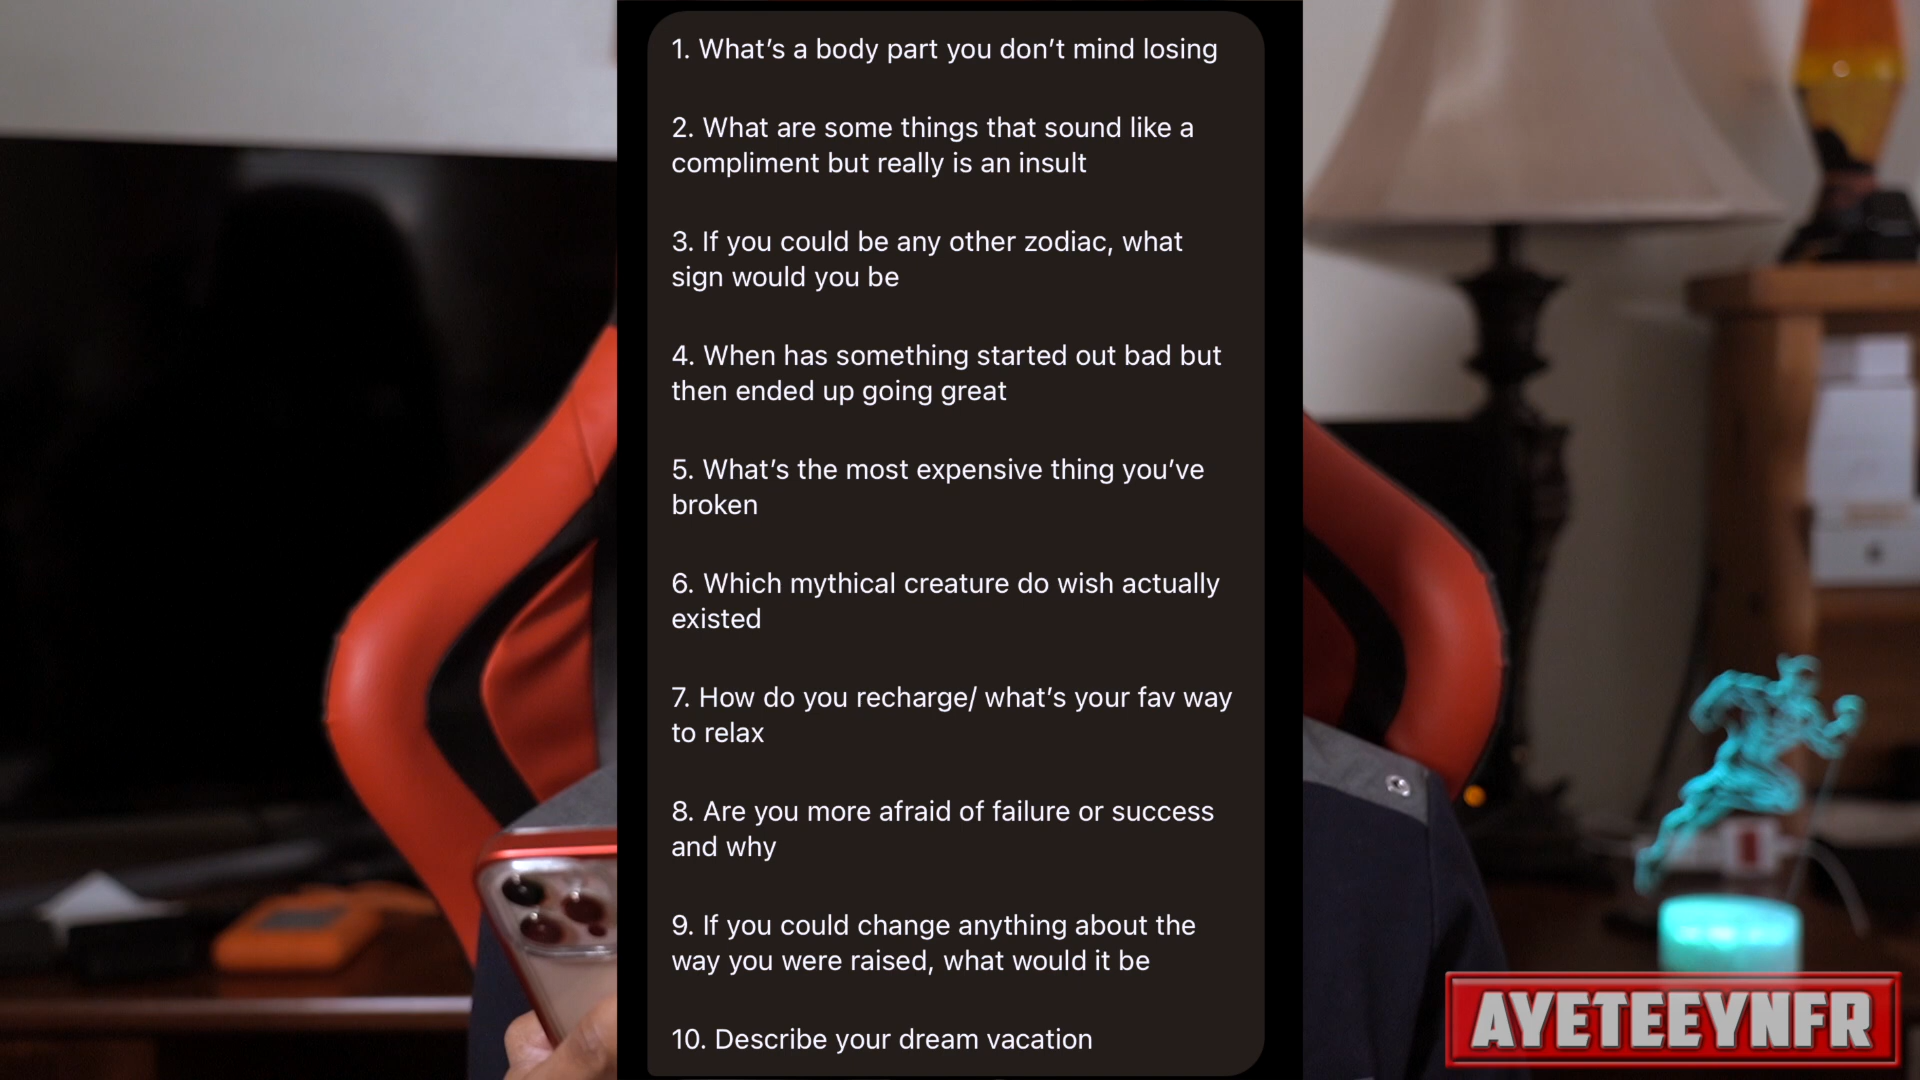 1. What’s a body part you don’t mind losing
2. What are some things that sound like a
compliment but really is an insult
3. If you could be any other zodiac, what
sign would you be
4. When has something started out bad but
then ended up going great
5. What’s the most expensive thing you’ve
broken
6. Which mythical creature do wish actually
existed
7. How do you recharge/ what’s your fav way
to relax
8. Are you more afraid of failure or success
and why
9. If you could change anything about the
way you were raised, what would it be
10. Describe your dream vacation
AYETEEYNFR